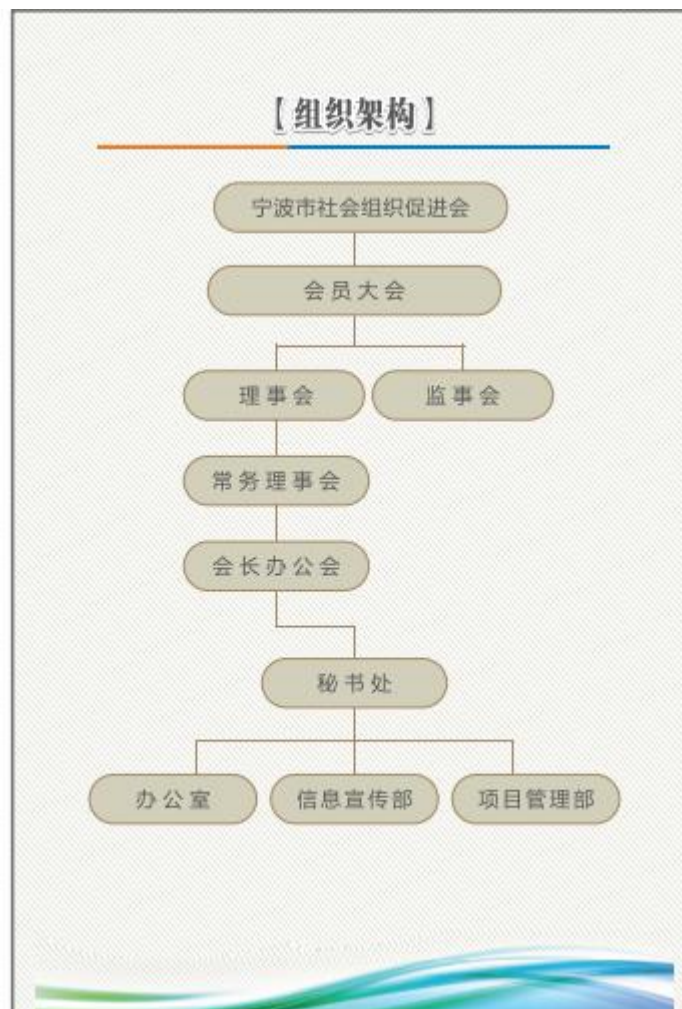 【组织架构】
宁波市社会组织促进会
会员大会
理事会
监事会
常务理事会
会长办公会
秘书处
办公室
信息宣传部
项目管理部